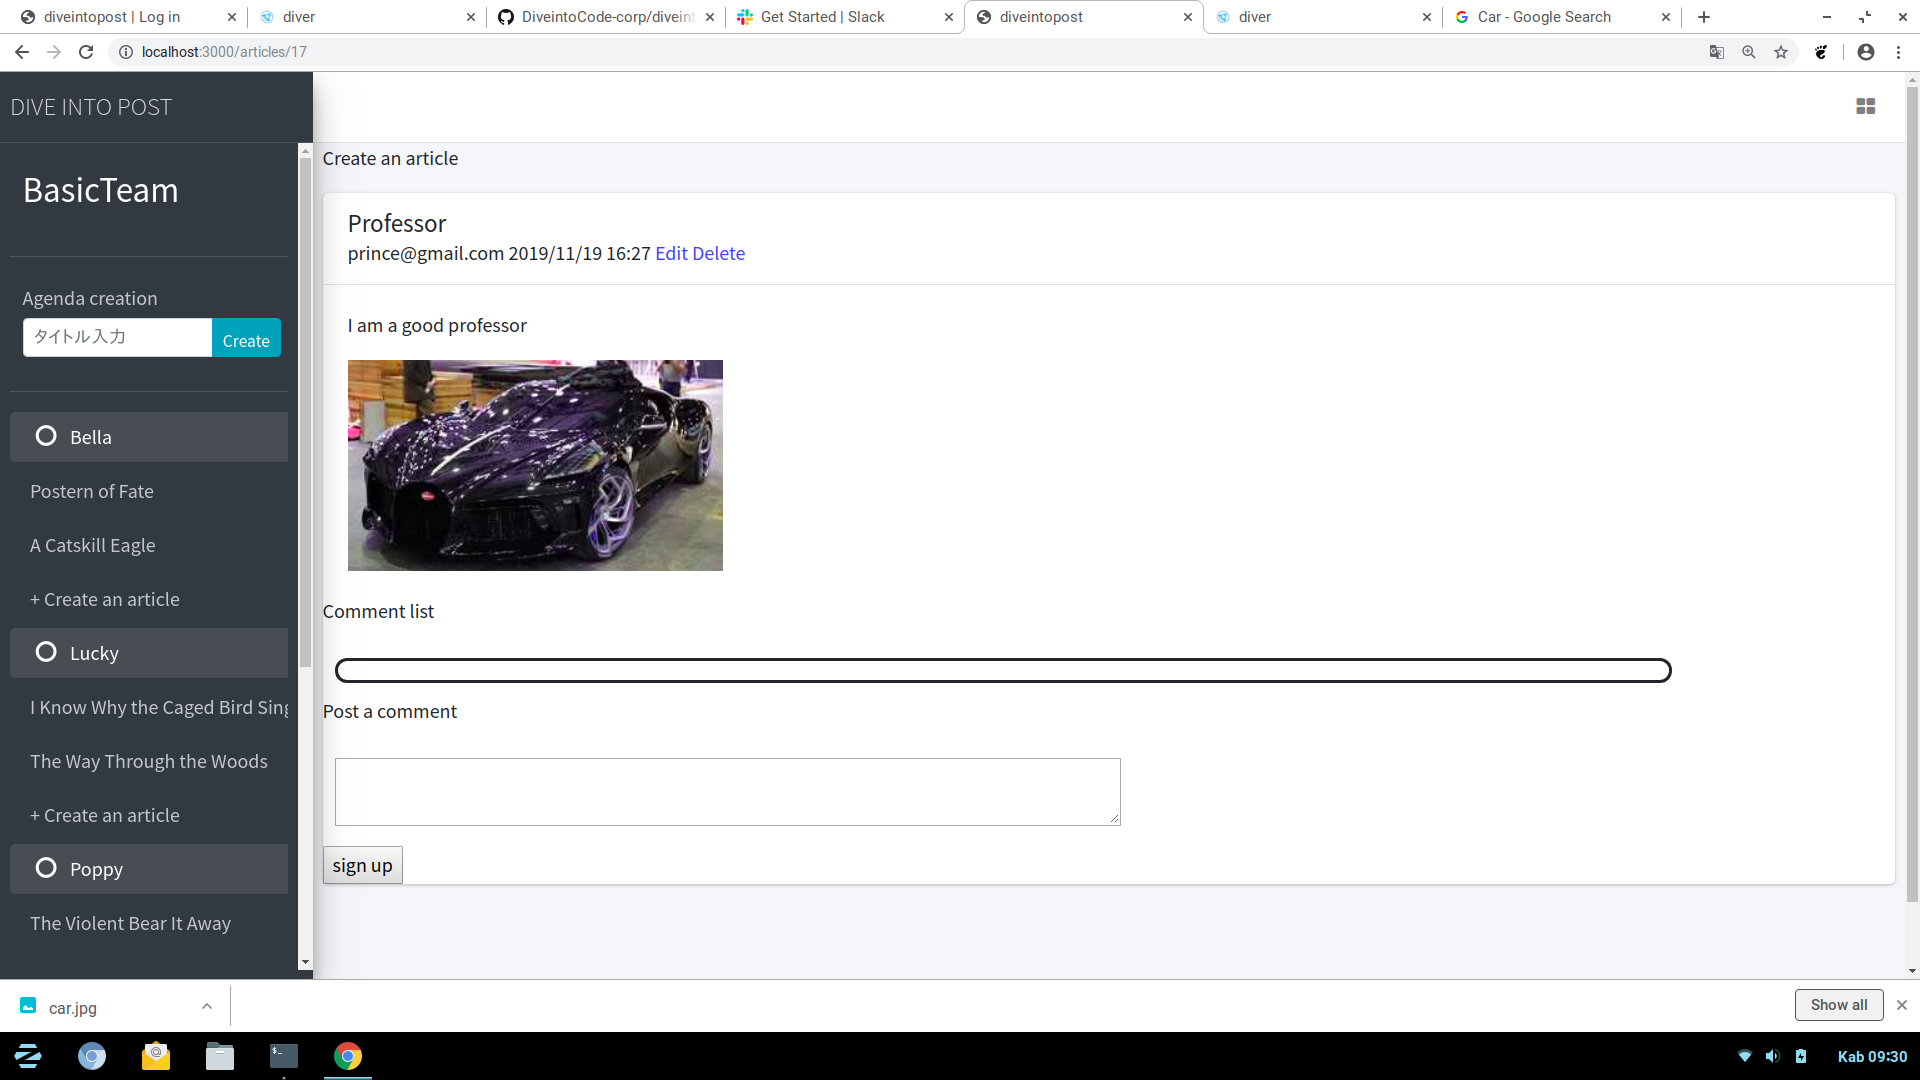 diveintopost | Log in
diver
DiveintoCode-corp/diveint
Get Started | Slack
diveintopost
diver
Car - Google Search
localhost:3000/articles/17
DIVE INTO POST
BasicTeam
Agenda creation
タイトル入力
Create
Bella
Postern of Fate
A Catskill Eagle
+ Create an article
Lucky
I Know Why the Caged Bird Sing
The Way Through the Woods
+ Create an article
Poppy
The Violent Bear It Away
Create an article
Professor
prince@gmail.com 2019/11/19 16:27 Edit Delete
I am a good professor
Comment list
Post a comment
sign up
car.jpg
Show all
Kab 09:30